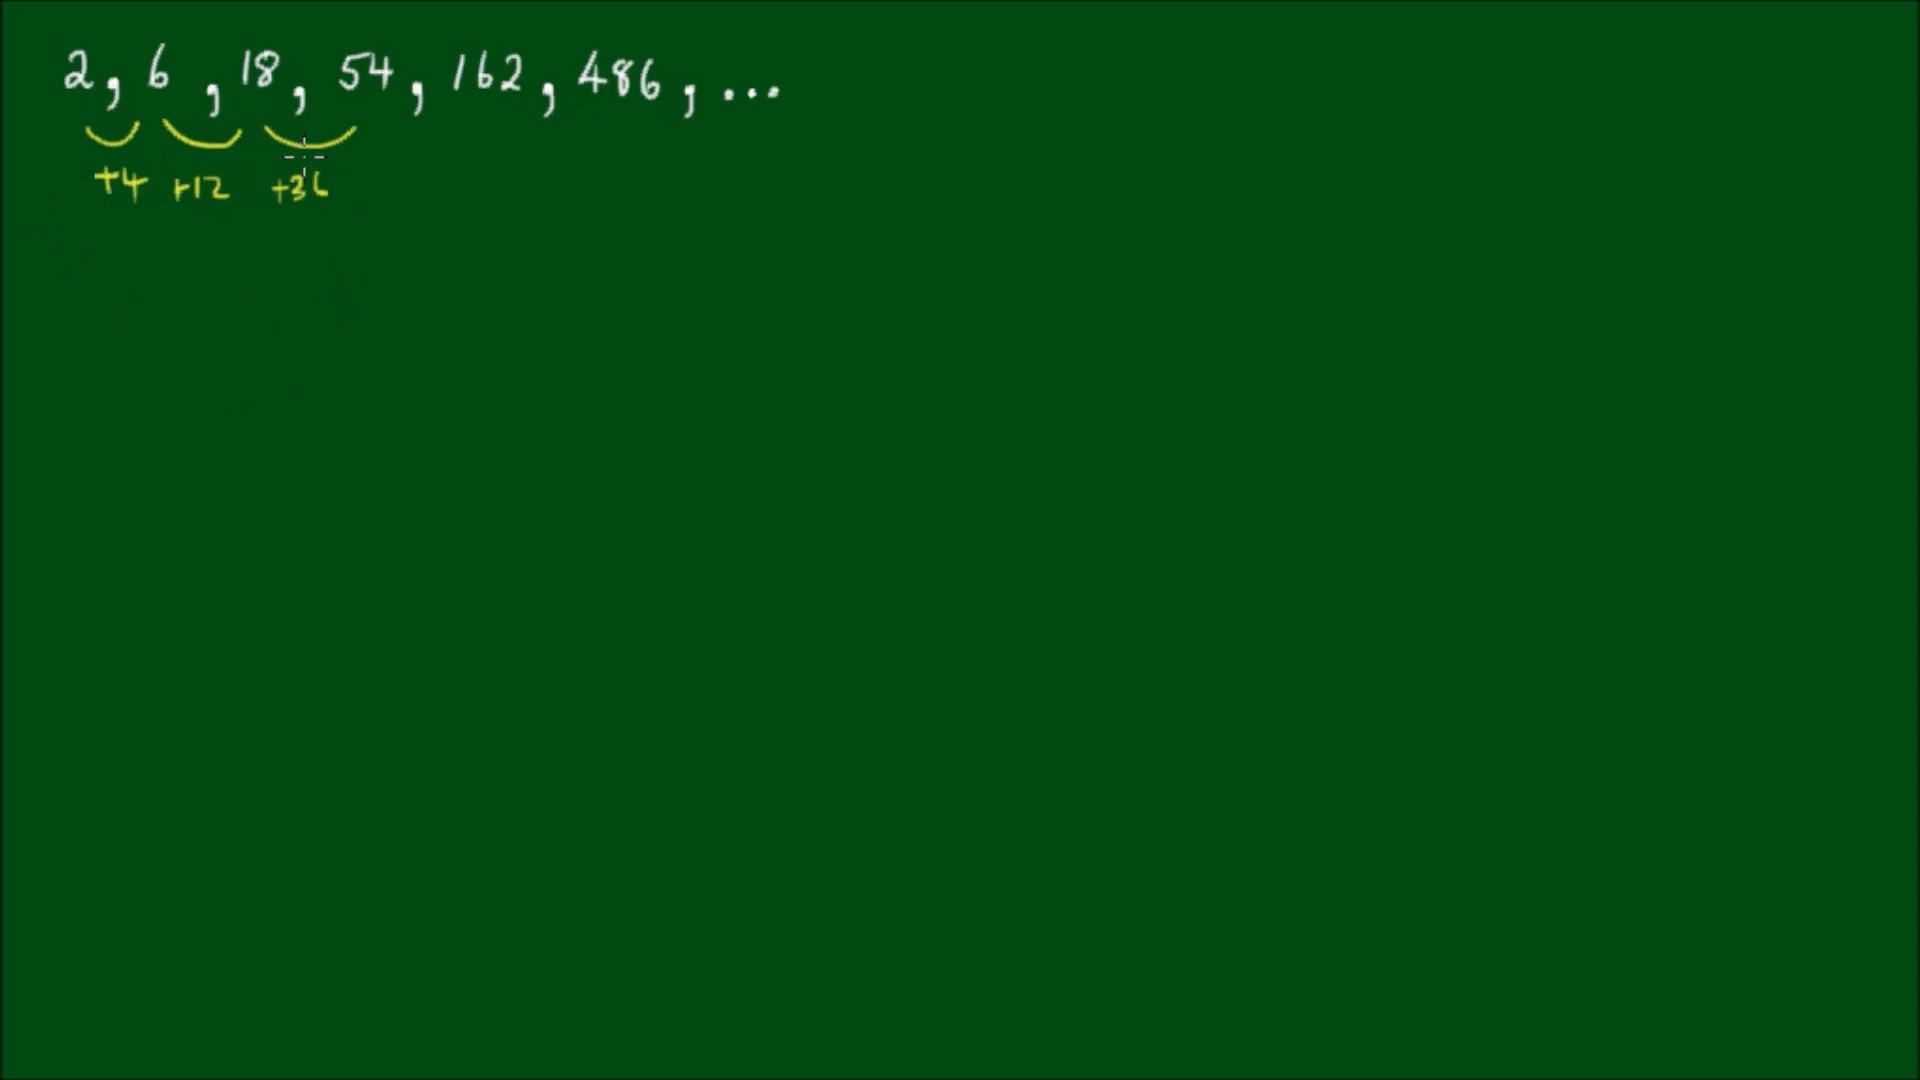 2, 6, 18, 54, 162, 486, ...
+4 +12 +36